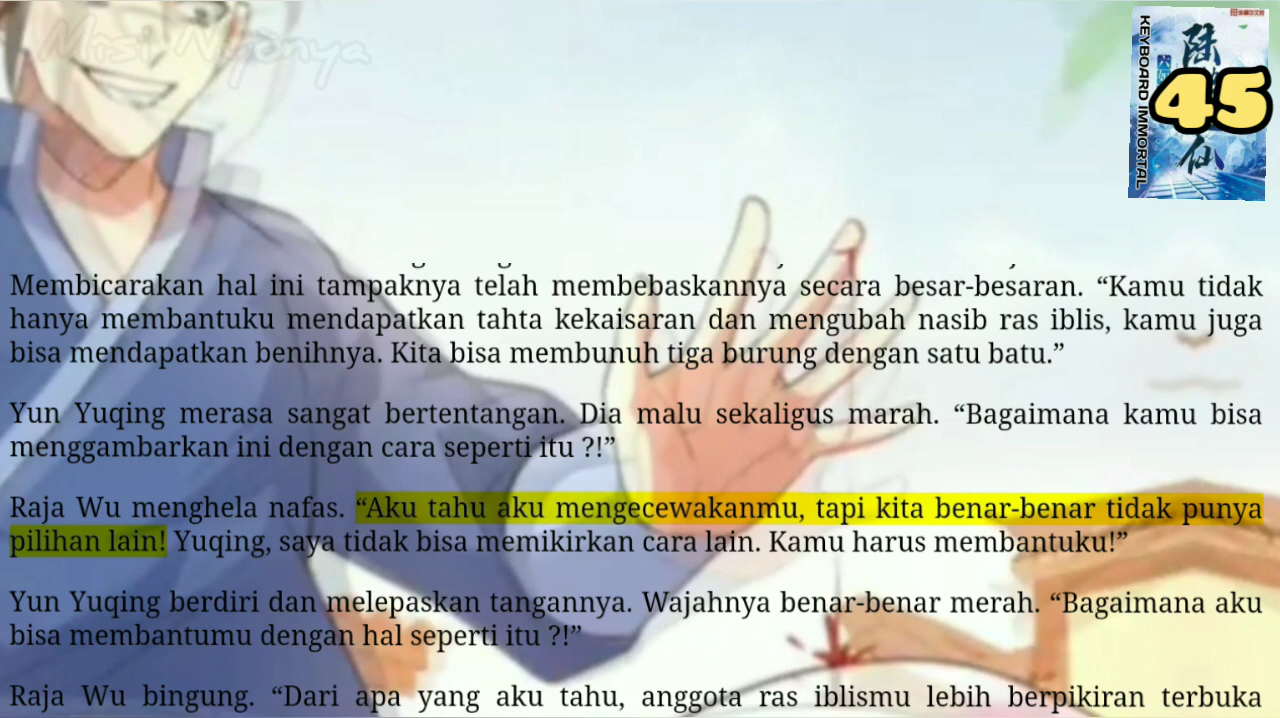 Miisi Nyenya
KEYBOARD IMMORTAL
45
Membicarakan hal ini tampaknya telah membebaskannya secara besar-besaran. “Kamu tidak
hanya membantuku mendapatkan tahta kekaisaran dan mengubah nasib ras iblis, kamu juga
bisa mendapatkan benihnya. Kita bisa membunuh tiga burung dengan satu batu.”
Yun Yuqing merasa sangat bertentangan. Dia malu sekaligus marah. “Bagaimana kamu bisa
menggambarkan ini dengan cara seperti itu ?!”
Raja Wu menghela nafas. “Aku tahu aku mengecewakanmu, tapi kita benar-benar tidak punya
pilihan lain! Yuqing, saya tidak bisa memikirkan cara lain. Kamu harus membantuku!”
Yun Yuqing berdiri dan melepaskan tangannya. Wajahnya benar-benar merah. “Bagaimana aku
bisa membantumu dengan hal seperti itu ?!”
Raja Wu bingung. “Dari apa yang aku tahu, anggota ras iblismu lebih berpikiran terbuka